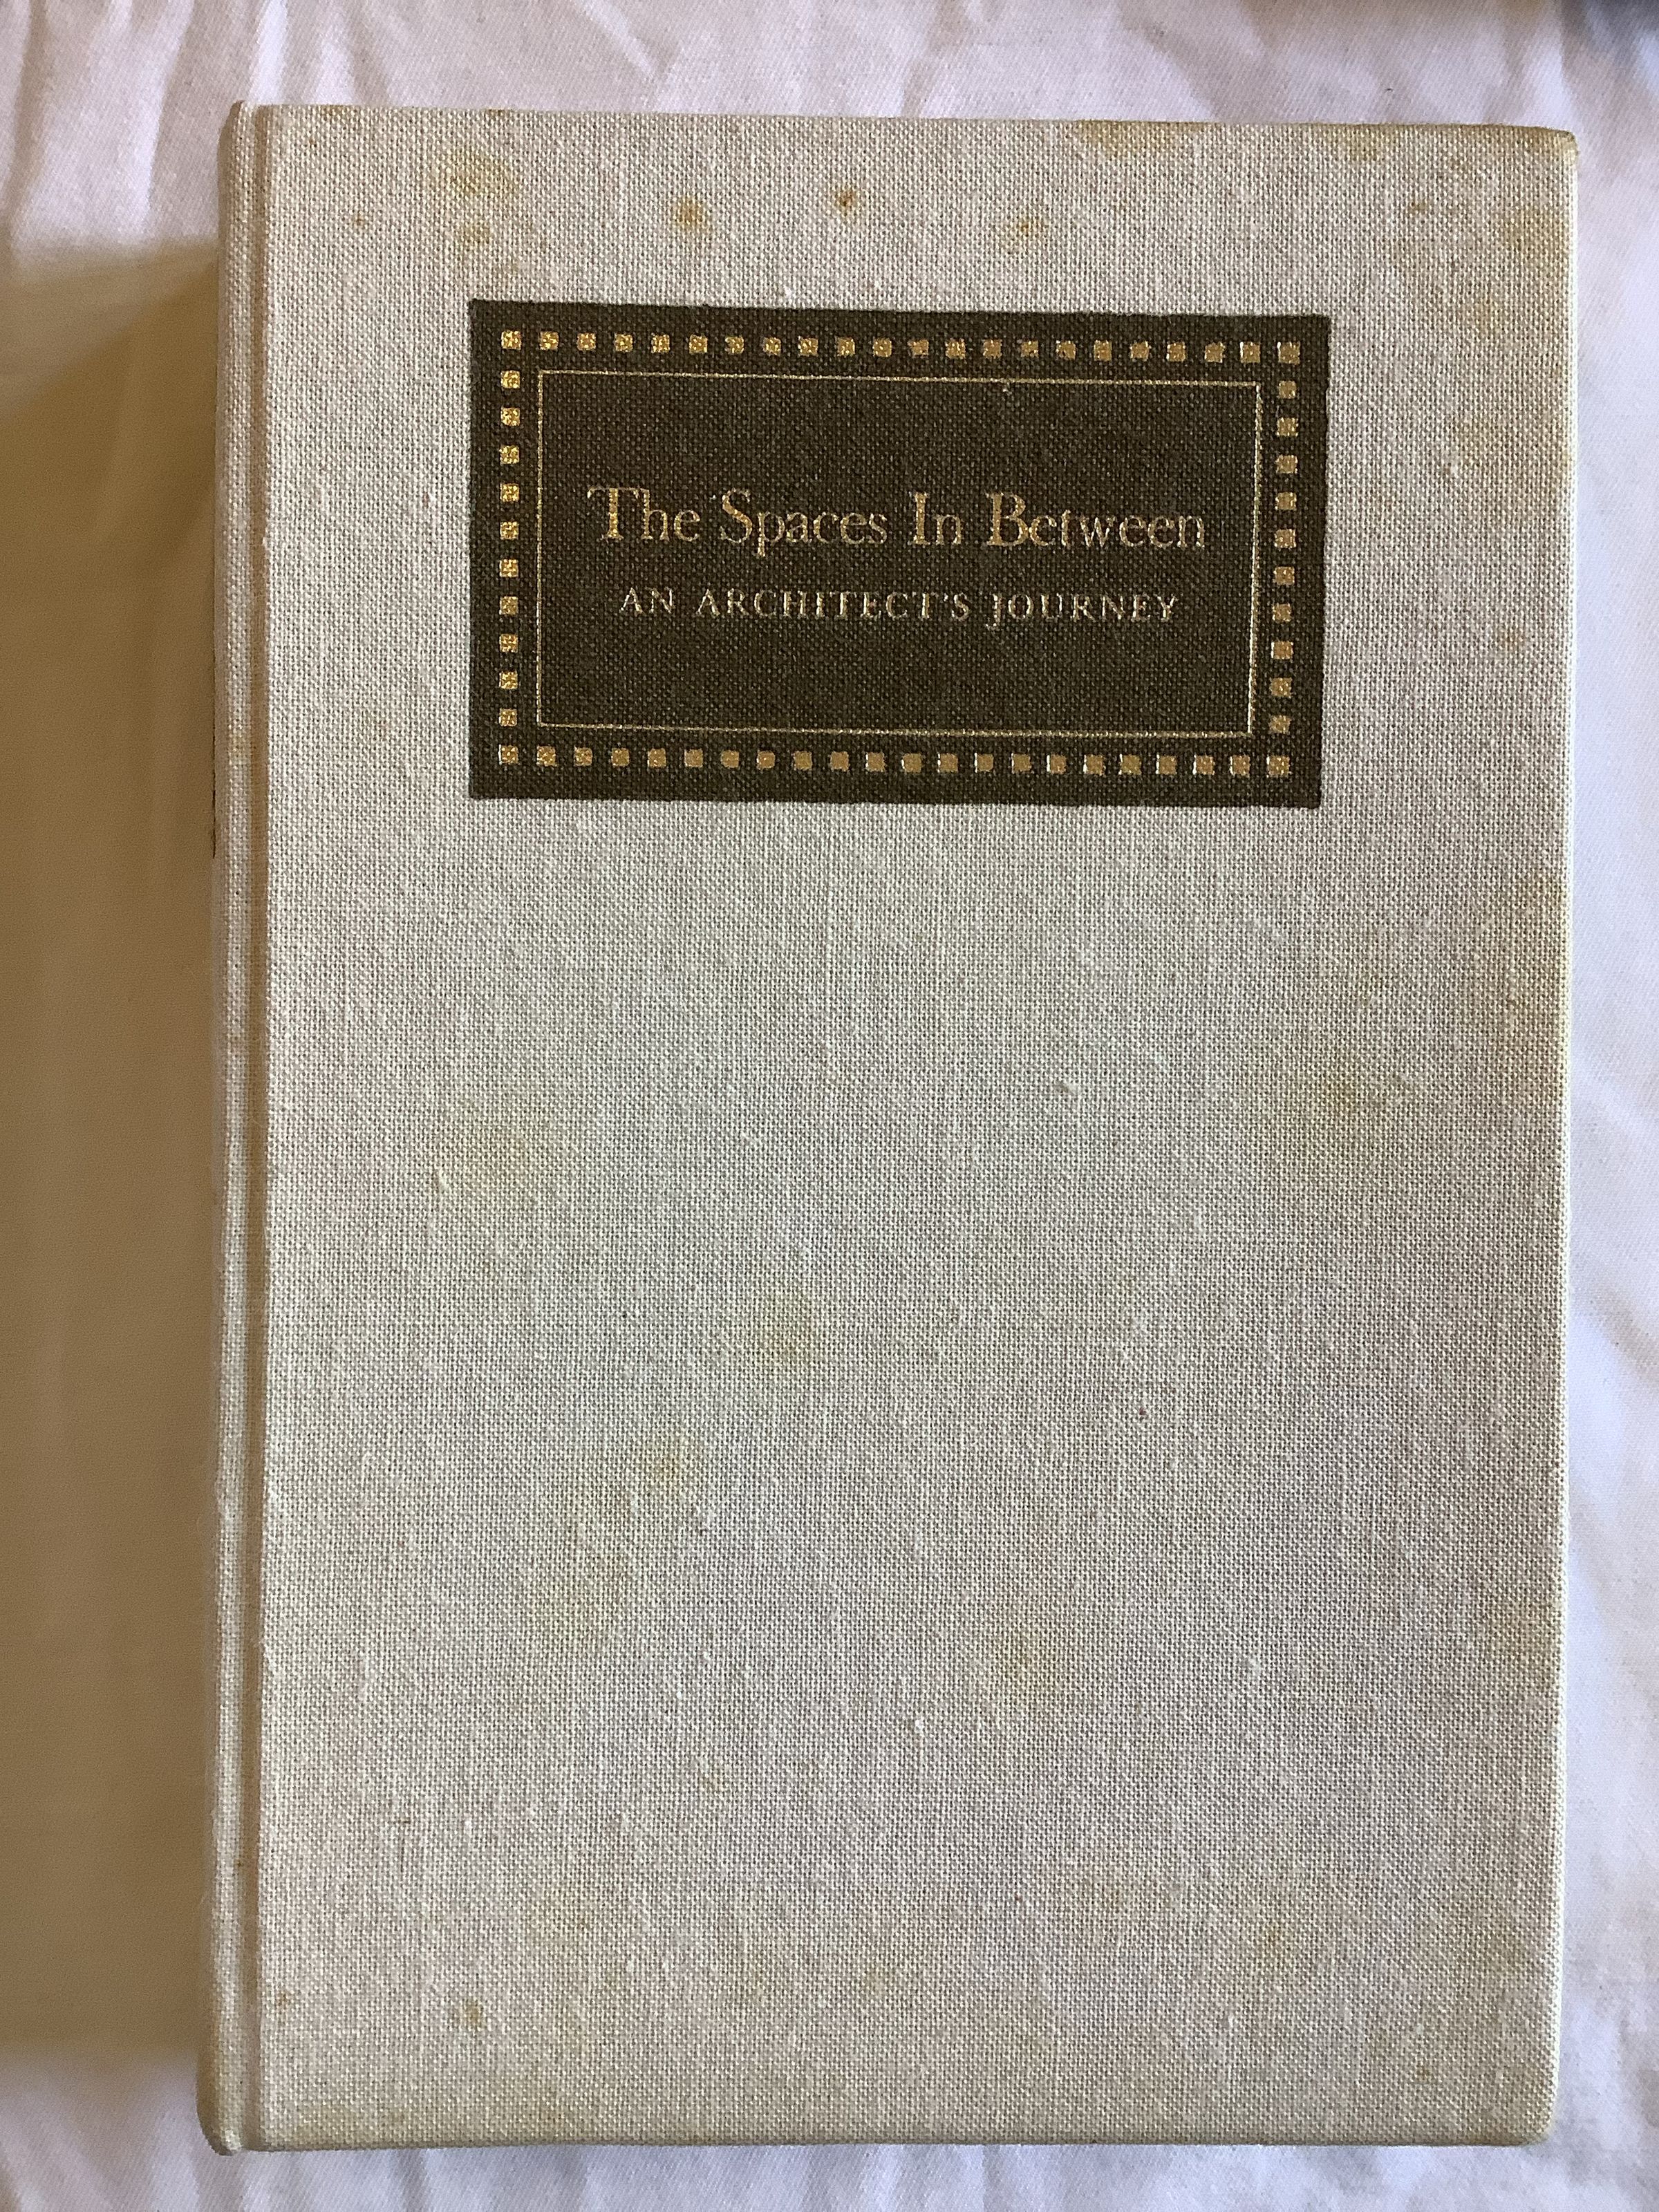 The Spaces In Between
AN ARCHITECT'S JOURNEY